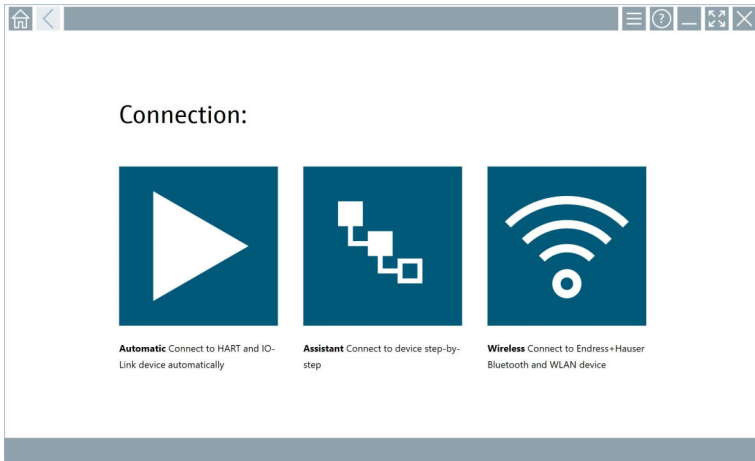 Connection:
Automatic Connect to HART and IO-
Link device automatically
Assistant Connect to device step-by-
step
Wireless Connect to Endress+Hauser
Bluetooth and WLAN device